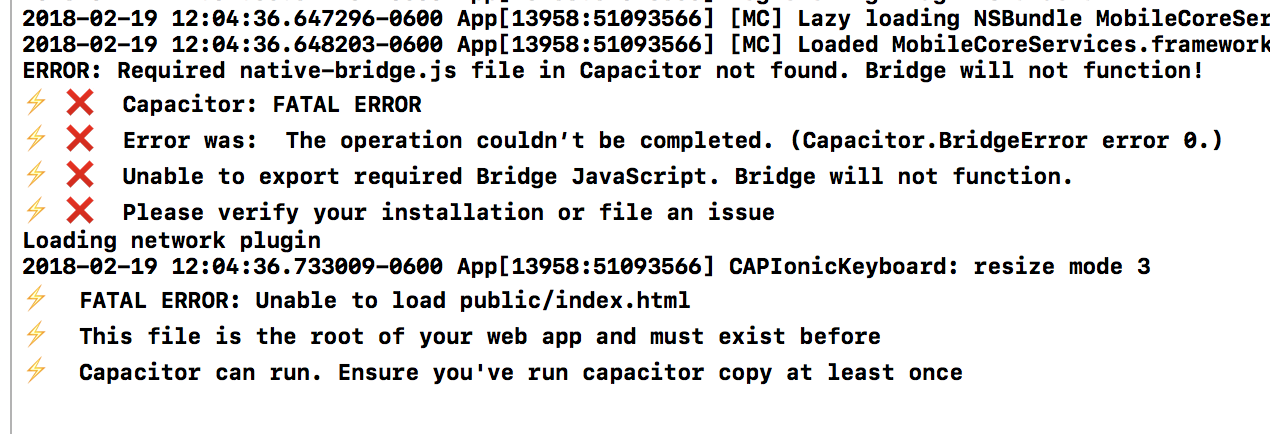 2018-02-19 12:04:36.647296-0600 App[13958:51093566] [MC] Lazy loading NSBundle MobileCoreSer
2018-02-19 12:04:36.648203-0600 App[13958:51093566] [MC] Loaded MobileCoreServices.framework
ERROR: Required native-bridge.js file in Capacitor not found. Bridge will not function!
⚡ ❌ Capacitor: FATAL ERROR
⚡ ❌ Error was:  The operation couldn’t be completed. (Capacitor.BridgeError error 0.)
⚡ ❌ Unable to export required Bridge JavaScript. Bridge will not function.
⚡ ❌ Please verify your installation or file an issue
Loading network plugin
2018-02-19 12:04:36.733009-0600 App[13958:51093566] CAPIonicKeyboard: resize mode 3
⚡ FATAL ERROR: Unable to load public/index.html
⚡ This file is the root of your web app and must exist before
⚡ Capacitor can run. Ensure you've run capacitor copy at least once